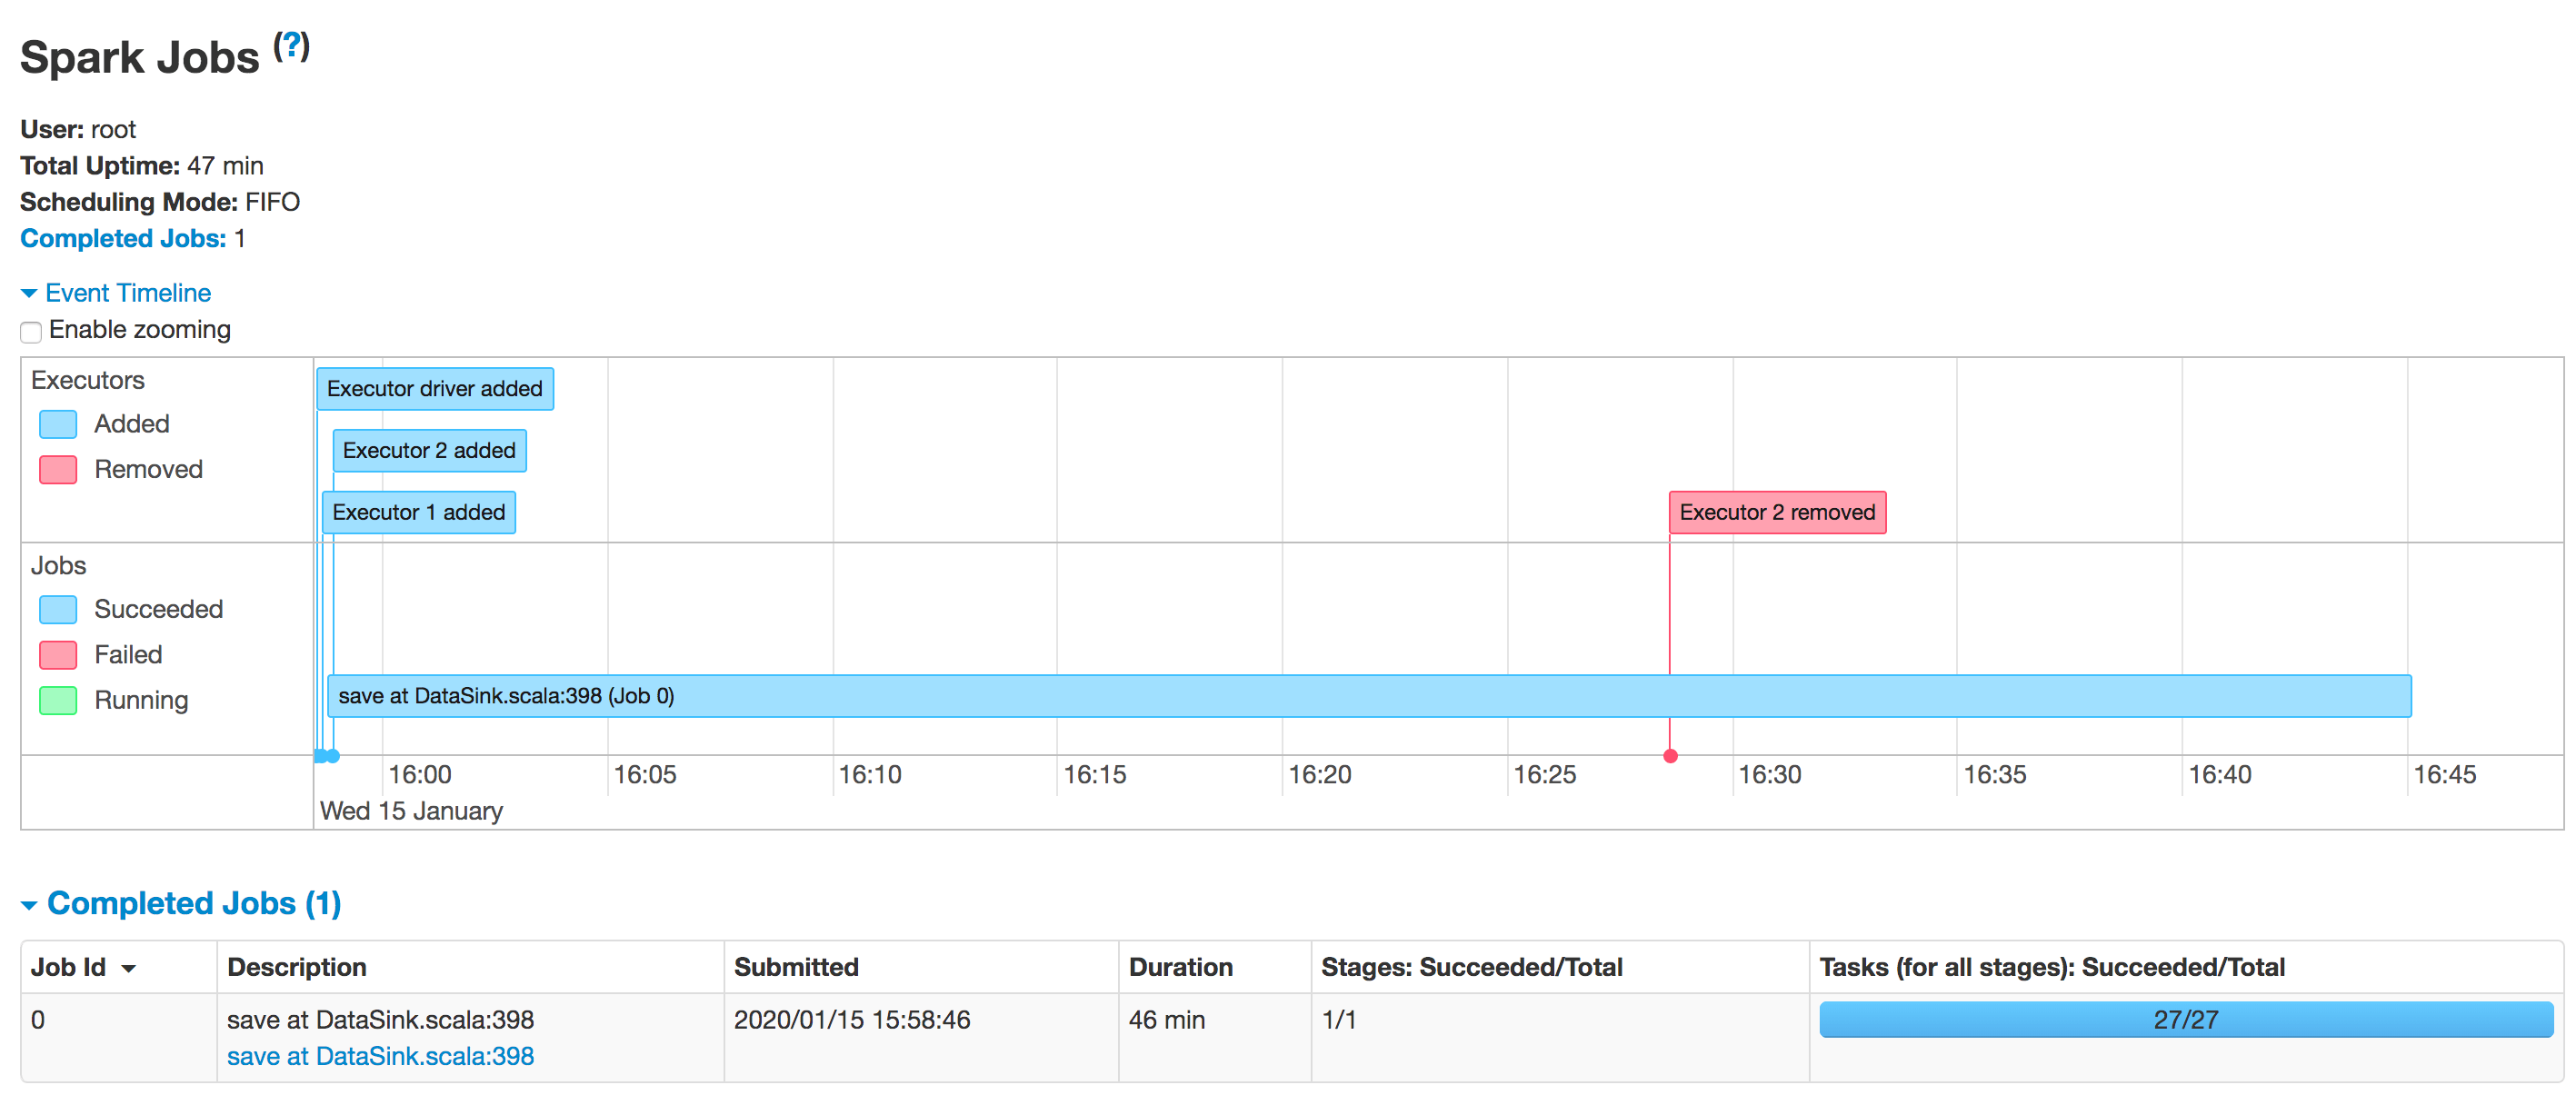 Spark Jobs (?)
User: root
Total Uptime: 47 min
Scheduling Mode: FIFO
Completed Jobs: 1
Event Timeline
Enable zooming
Executors
Added
Removed
Executor driver added
Executor 2 added
Executor 1 added
Executor 2 removed
Jobs
Succeeded
Failed
Running
save at DataSink.scala:398 (Job 0)
16:00 16:05 16:10 16:15 16:20 16:25 16:30 16:35 16:40 16:45
Wed 15 January
Completed Jobs (1)
Job Id Description Submitted Duration Stages: Succeeded/Total Tasks (for all stages): Succeeded/Total
0 save at DataSink.scala:398 2020/01/15 15:58:46 46 min 1/1 27/27
save at DataSink.scala:398